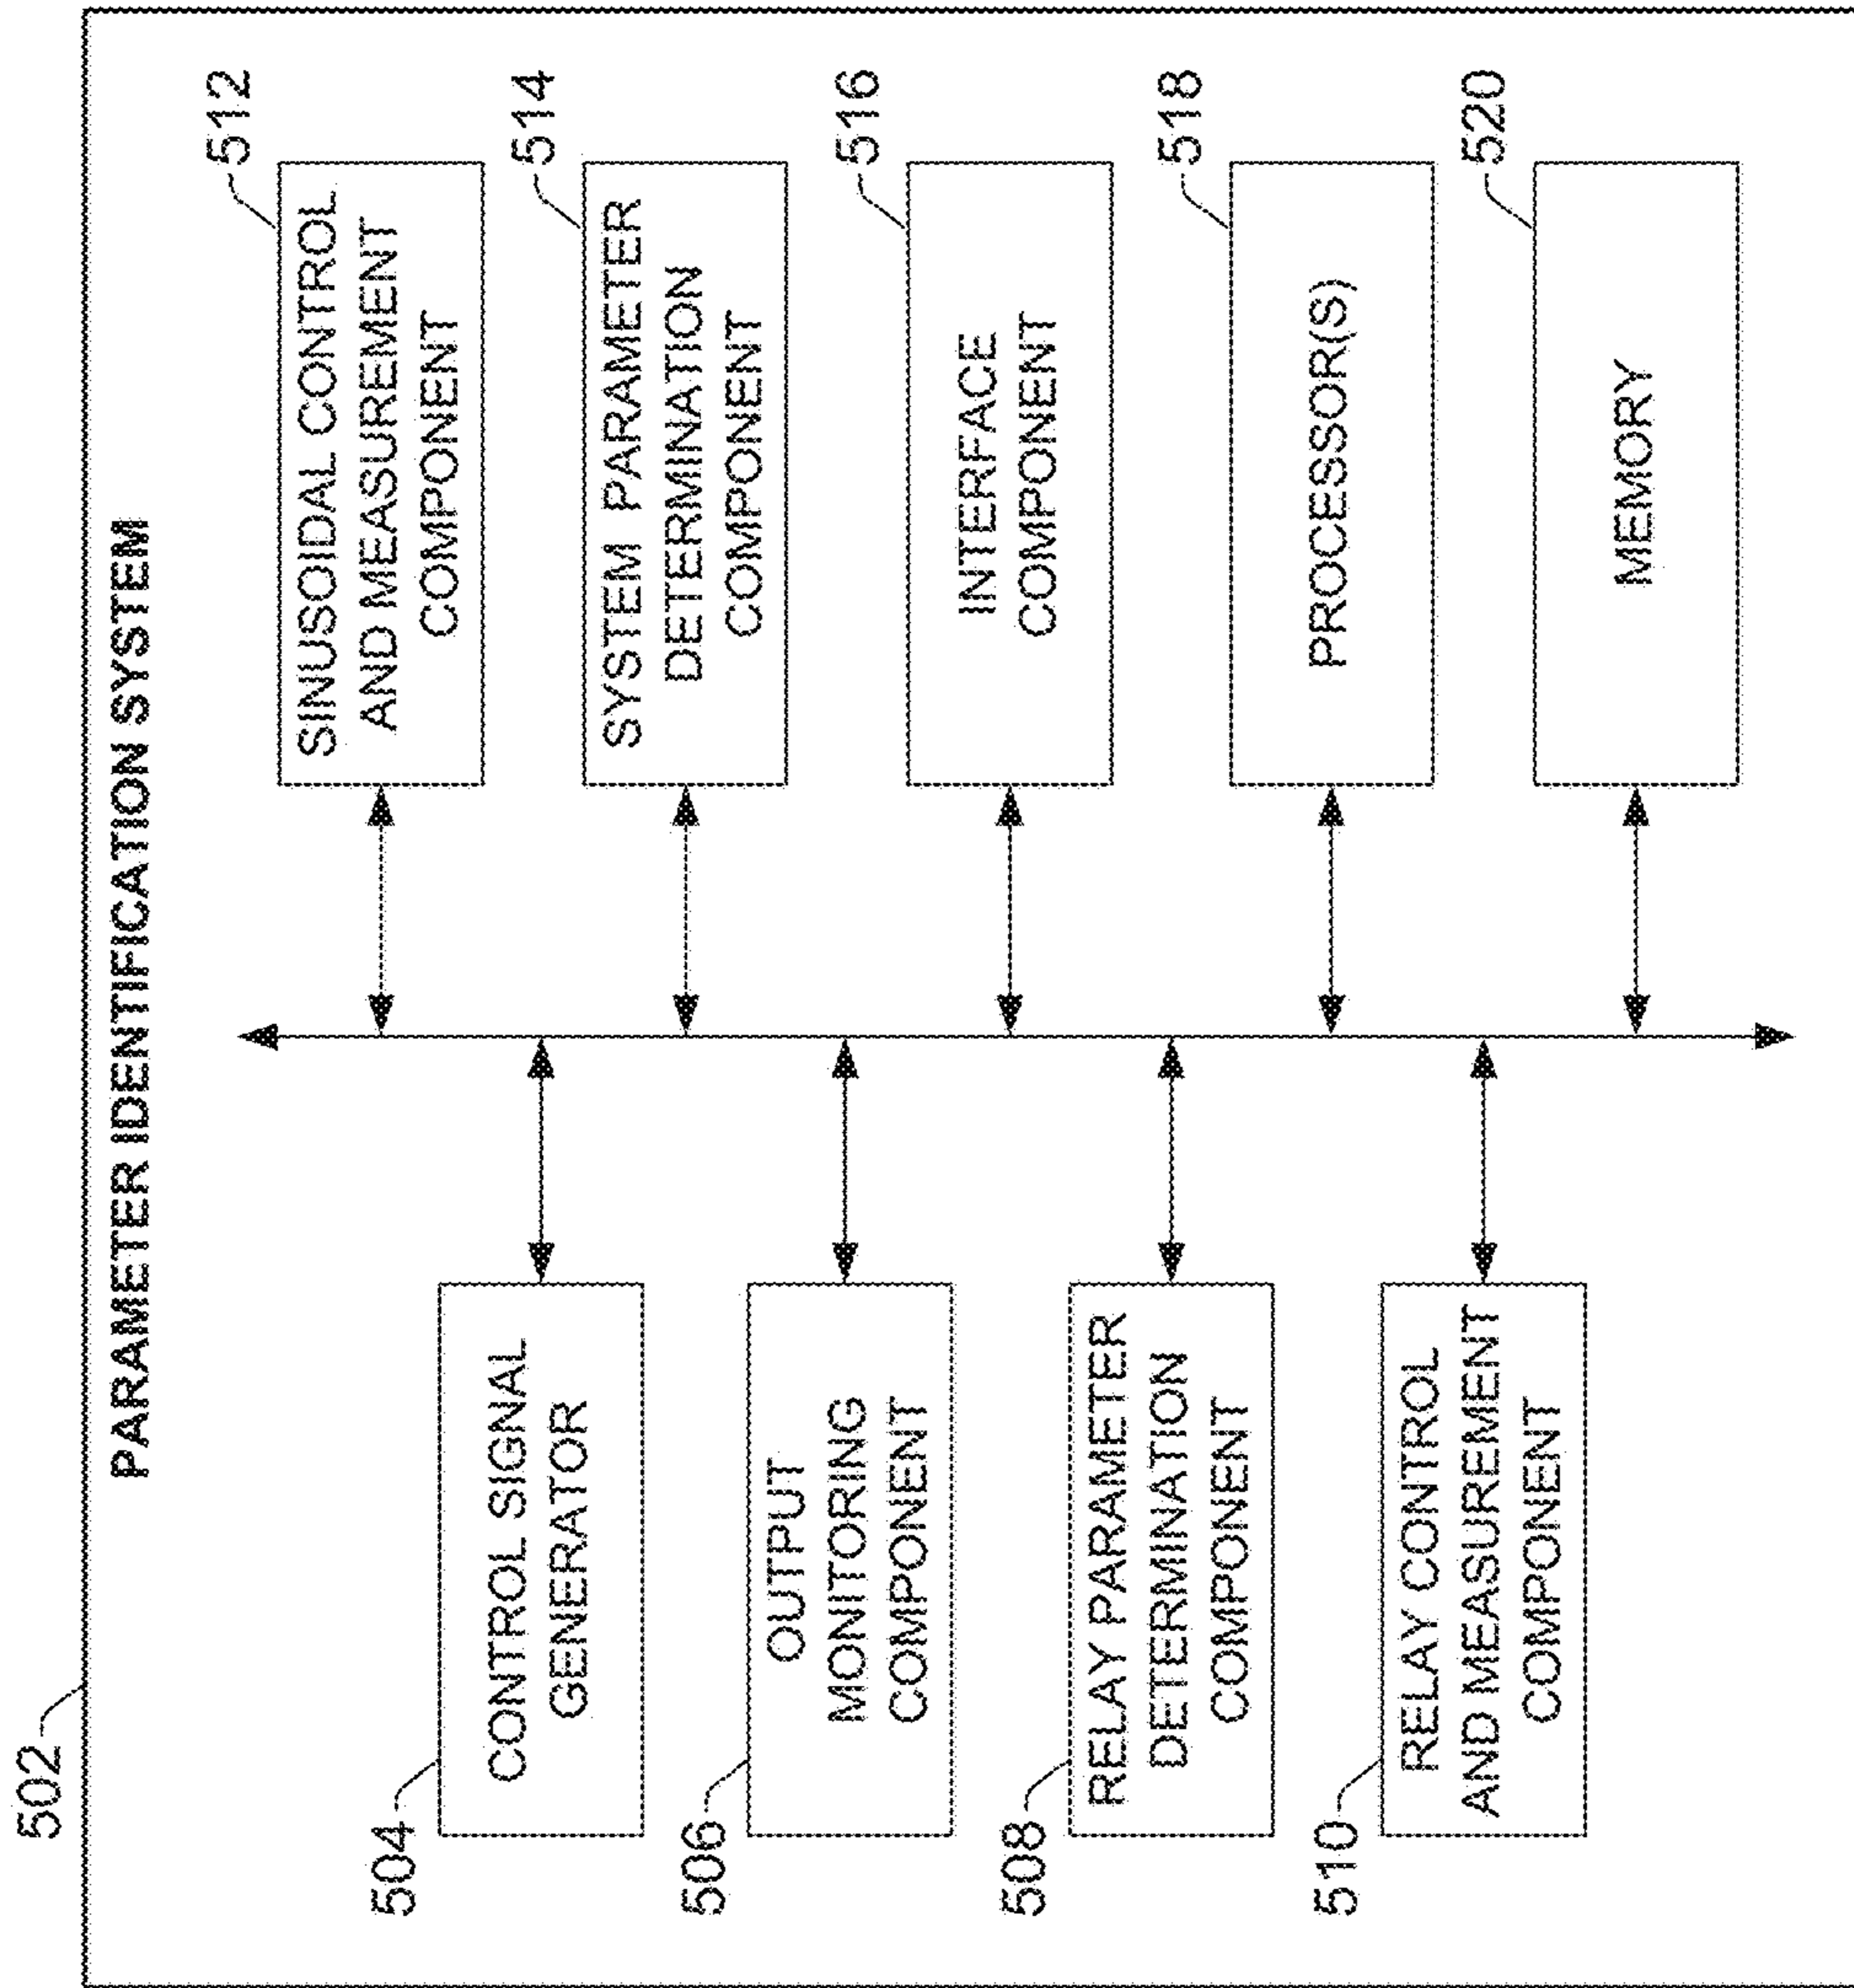 502
PARAMETER IDENTIFICATION SYSTEM
504
CONTROL SIGNAL
GENERATOR
506
OUTPUT
MONITORING
COMPONENT
508
RELAY PARAMETER
DETERMINATION
COMPONENT
510
RELAY CONTROL
AND MEASUREMENT
COMPONENT
512
SINUSOIDAL CONTROL
AND MEASUREMENT
COMPONENT
514
SYSTEM PARAMETER
DETERMINATION
COMPONENT
516
INTERFACE
COMPONENT
518
PROCESSOR(S)
520
MEMORY